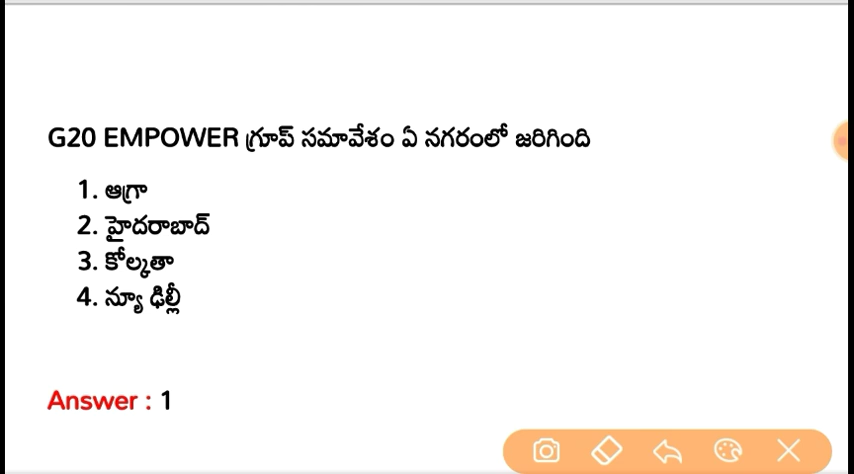 G20 EMPOWER గ్రూప్ సమావేశం ఏ నగరంలో జరిగింది
1. ఆగ్రా
2. హైదరాబాద్
3. కోల్కతా
4. న్యూ ఢిల్లీ
Answer : 1